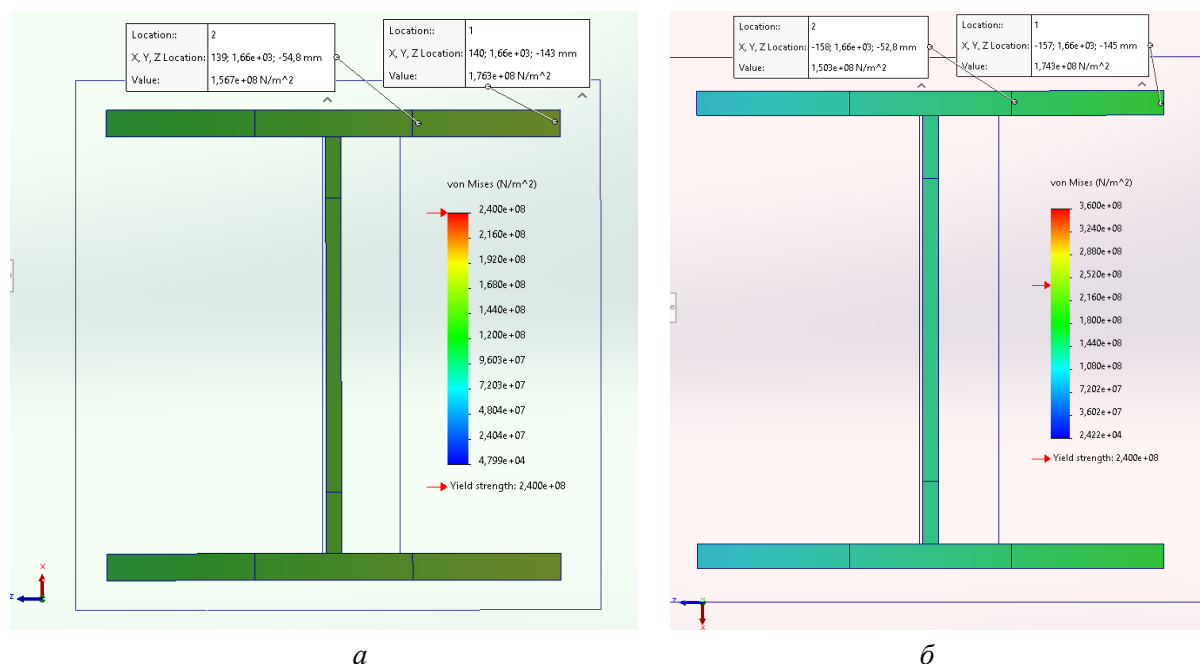 Location:: 2
X, Y, Z Location: 139; 1,66e+03; -54,8 mm
Value: 1,567e+08 N/m^2
Location:: 1
X, Y, Z Location: 140; 1,66e+03; -143 mm
Value: 1,763e+08 N/m^2
von Mises (N/m^2)
2,400e+08
2,160e+08
1,920e+08
1,680e+08
1,440e+08
1,200e+08
9,603e+07
7,203e+07
4,804e+07
2,404e+07
4,799e+04
Yield strength: 2,400e+08
x
z
а
Location:: 2
X, Y, Z Location: -158; 1,66e+03; -52,8 mm
Value: 1,503e+08 N/m^2
Location:: 1
X, Y, Z Location: -157; 1,66e+03; -145 mm
Value: 1,743e+08 N/m^2
von Mises (N/m^2)
3,600e+08
3,240e+08
2,880e+08
2,520e+08
2,160e+08
1,800e+08
1,440e+08
1,080e+08
7,202e+07
3,602e+07
2,422e+04
Yield strength: 2,400e+08
z
x
б